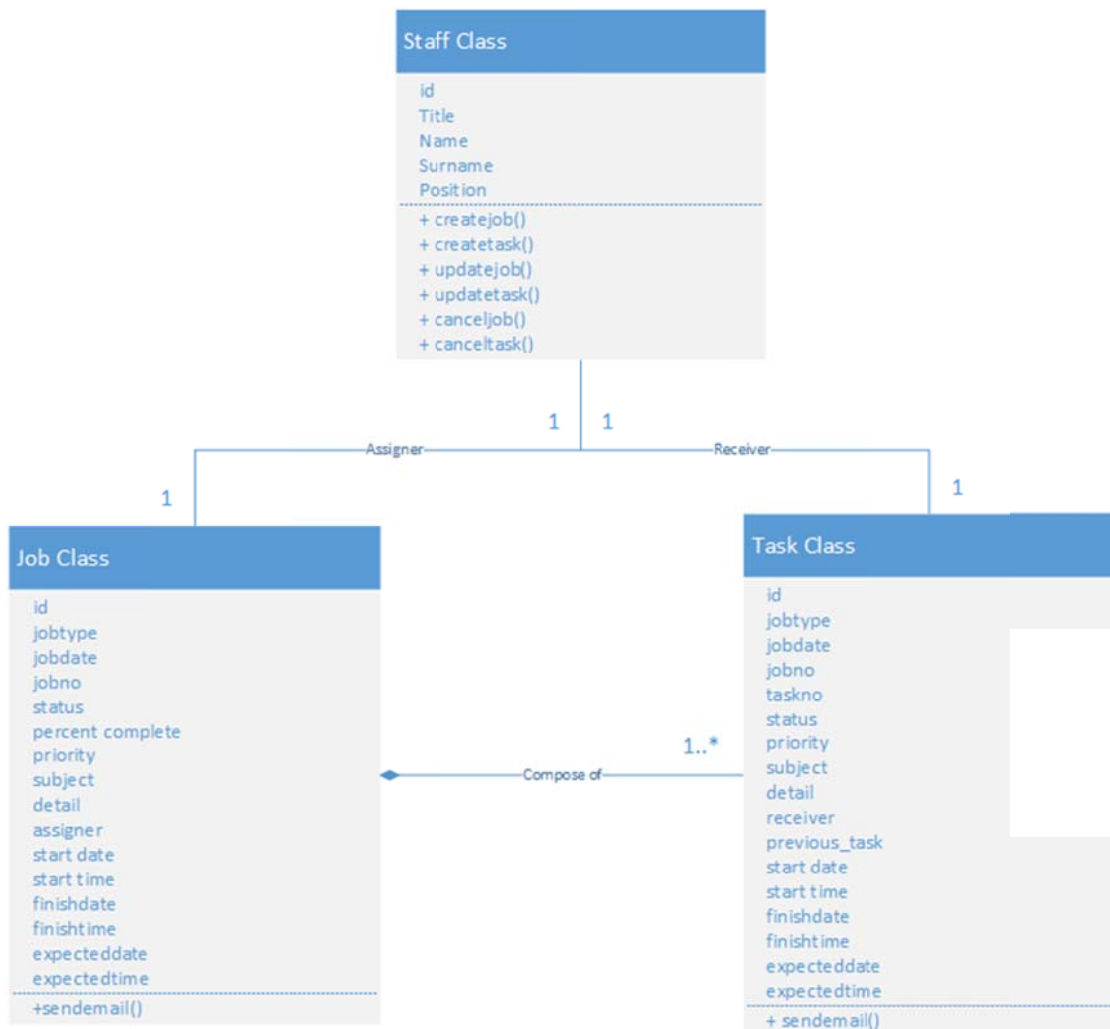 Staff Class
id
Title
Name
Surname
Position
+ createjob()
+ createtask()
+ updatejob()
+ updatetask()
+ canceljob()
+ canceltask()
1 1
Assigner
Receiver
1
1
Job Class
id
jobtype
jobdate
jobno
status
percent complete
priority
subject
detail
assigner
start date
start time
finishdate
finishtime
expecteddate
expectedtime
+sendemail()
Compose of
1..*
Task Class
id
jobtype
jobdate
jobno
taskno
status
priority
subject
detail
receiver
previous_task
start date
start time
finishdate
finishtime
expecteddate
expectedtime
+ sendemail()